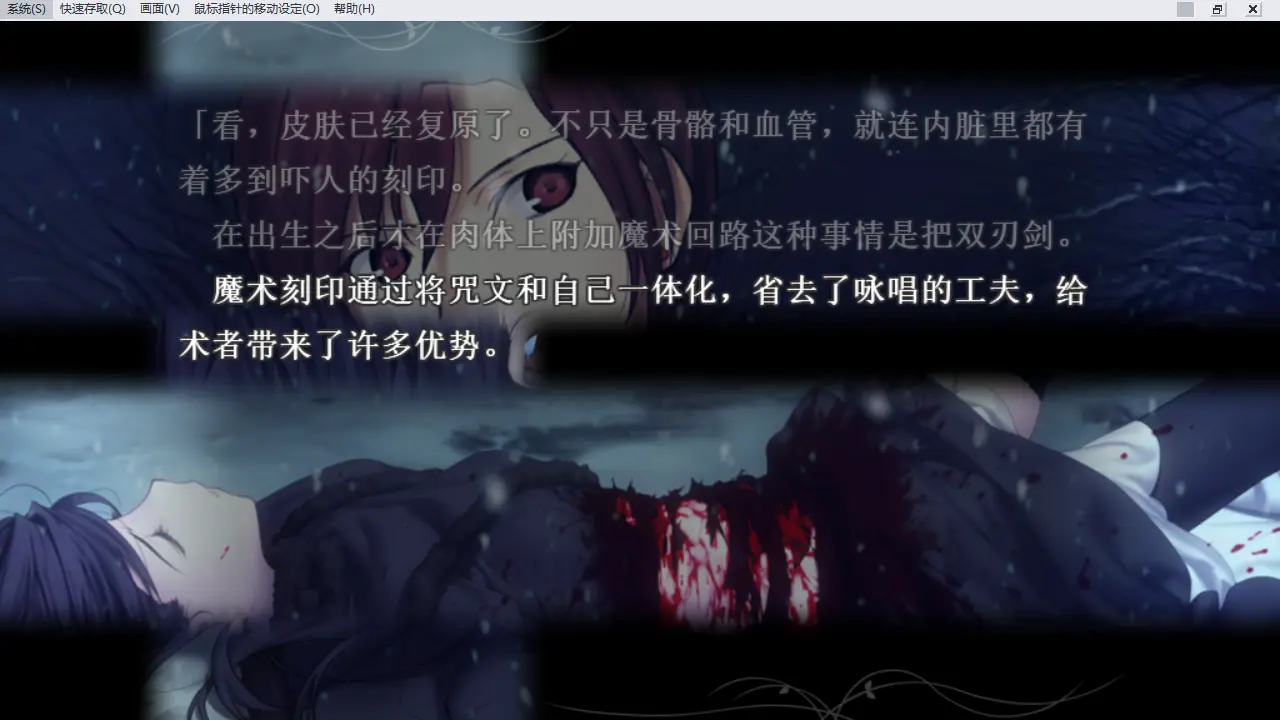 系统(S) 快速存取(Q) 画面(V) 鼠标指针的移动设定(O) 帮助(H)
「看，皮肤已经复原了。不只是骨骼和血管，就连内脏里都有
着多到吓人的刻印。
在出生之后才在肉体上附加魔术回路这种事情是把双刃剑。
魔术刻印通过将咒文和自己一体化，省去了咏唱的工夫，给
术者带来了许多优势。